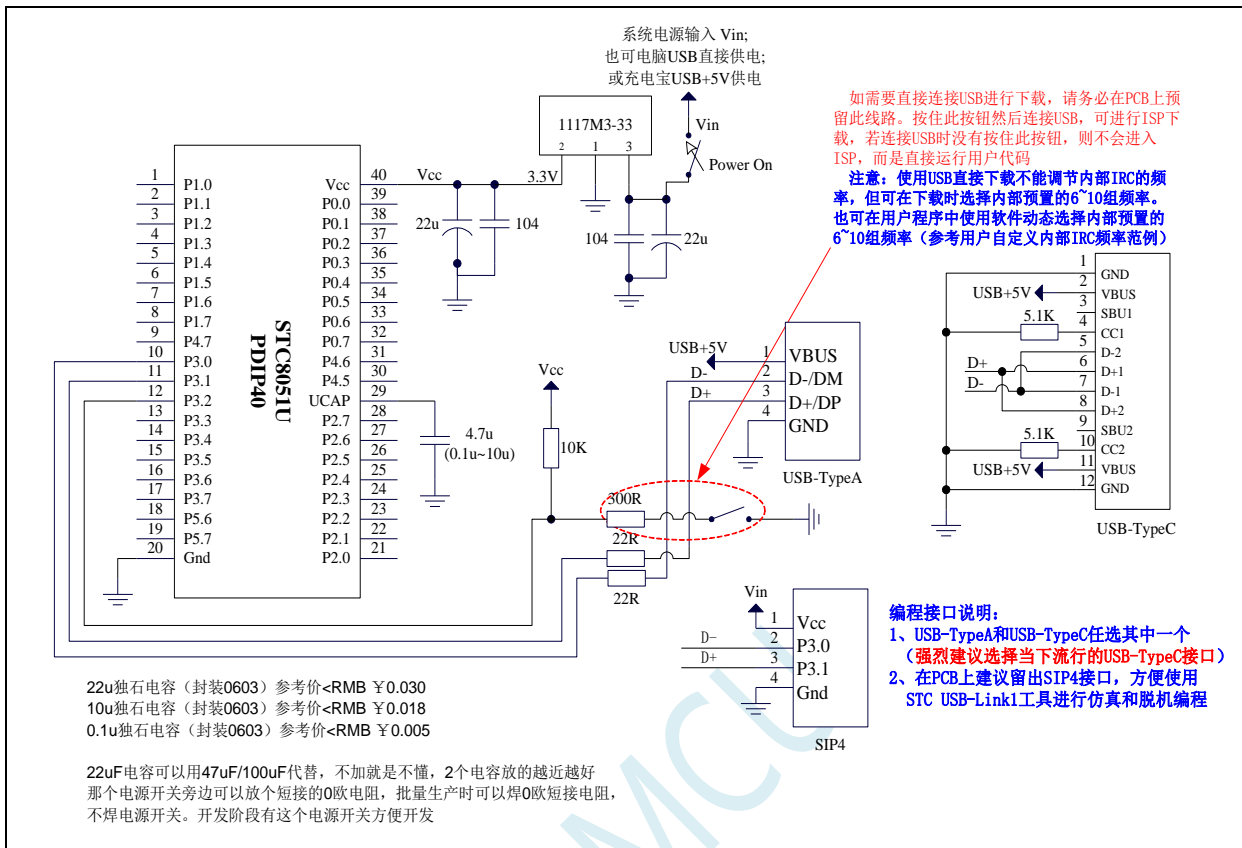 系统电源输入 Vin;
也可电脑USB直接供电;
或充电宝USB+5V供电
Vin
Power On
1117M3-33
2 1 3
3.3V
Vcc
22u
104
104
22u
如需要直接连接USB进行下载，请务必在PCB上预
留此线路。按住此按钮然后连接USB，可进行ISP下
载，若连接USB时没有按住此按钮，则不会进入
ISP，而是直接运行用户代码
注意：使用USB直接下载不能调节内部IRC的频
率，但可在下载时选择内部预置的6~10组频率。
也可在用户程序中使用软件动态选择内部预置的
6~10组频率（参考用户自定义内部IRC频率范例）
STC8051U
PDIP40
1 P1.0
2 P1.1
3 P1.2
4 P1.3
5 P1.4
6 P1.5
7 P1.6
8 P1.7
9 P4.7
10 P3.0
11 P3.1
12 P3.2
13 P3.3
14 P3.4
15 P3.5
16 P3.6
17 P3.7
18 P5.6
19 P5.7
20 Gnd
Vcc 40
P0.0 39
P0.1 38
P0.2 37
P0.3 36
P0.4 35
P0.5 34
P0.6 33
P0.7 32
P4.6 31
P4.5 30
UCAP 29
P2.7 28
P2.6 27
P2.5 26
P2.4 25
P2.3 24
P2.2 23
P2.1 22
P2.0 21
4.7u
(0.1u~10u)
Vcc
10K
300R
22R
22R
USB+5V
D-
D+
1 VBUS
2 D-/DM
3 D+/DP
4 GND
USB-TypeA
USB+5V
5.1K
D+
D-
5.1K
USB+5V
1 GND
2 VBUS
3 SBU1
4 CC1
5 D-2
6 D+1
7 D-1
8 D+2
9 SBU2
10 CC2
11 VBUS
12 GND
USB-TypeC
Vin
D-
D+
1 Vcc
2 P3.0
3 P3.1
4 Gnd
SIP4
编程接口说明：
1、USB-TypeA和USB-TypeC任选其中一个
（强烈建议选择当下流行的USB-TypeC接口）
2、在PCB上建议留出SIP4接口，方便使用
STC USB-Link1工具进行仿真和脱机编程
22u独石电容（封装0603）参考价<RMB ￥0.030
10u独石电容（封装0603）参考价<RMB ￥0.018
0.1u独石电容（封装0603）参考价<RMB ￥0.005
22uF电容可以用47uF/100uF代替，不加就是不懂，2个电容放的越近越好
那个电源开关旁边可以放个短接的0欧电阻，批量生产时可以焊0欧短接电阻，
不焊电源开关。开发阶段有这个电源开关方便开发
MCU